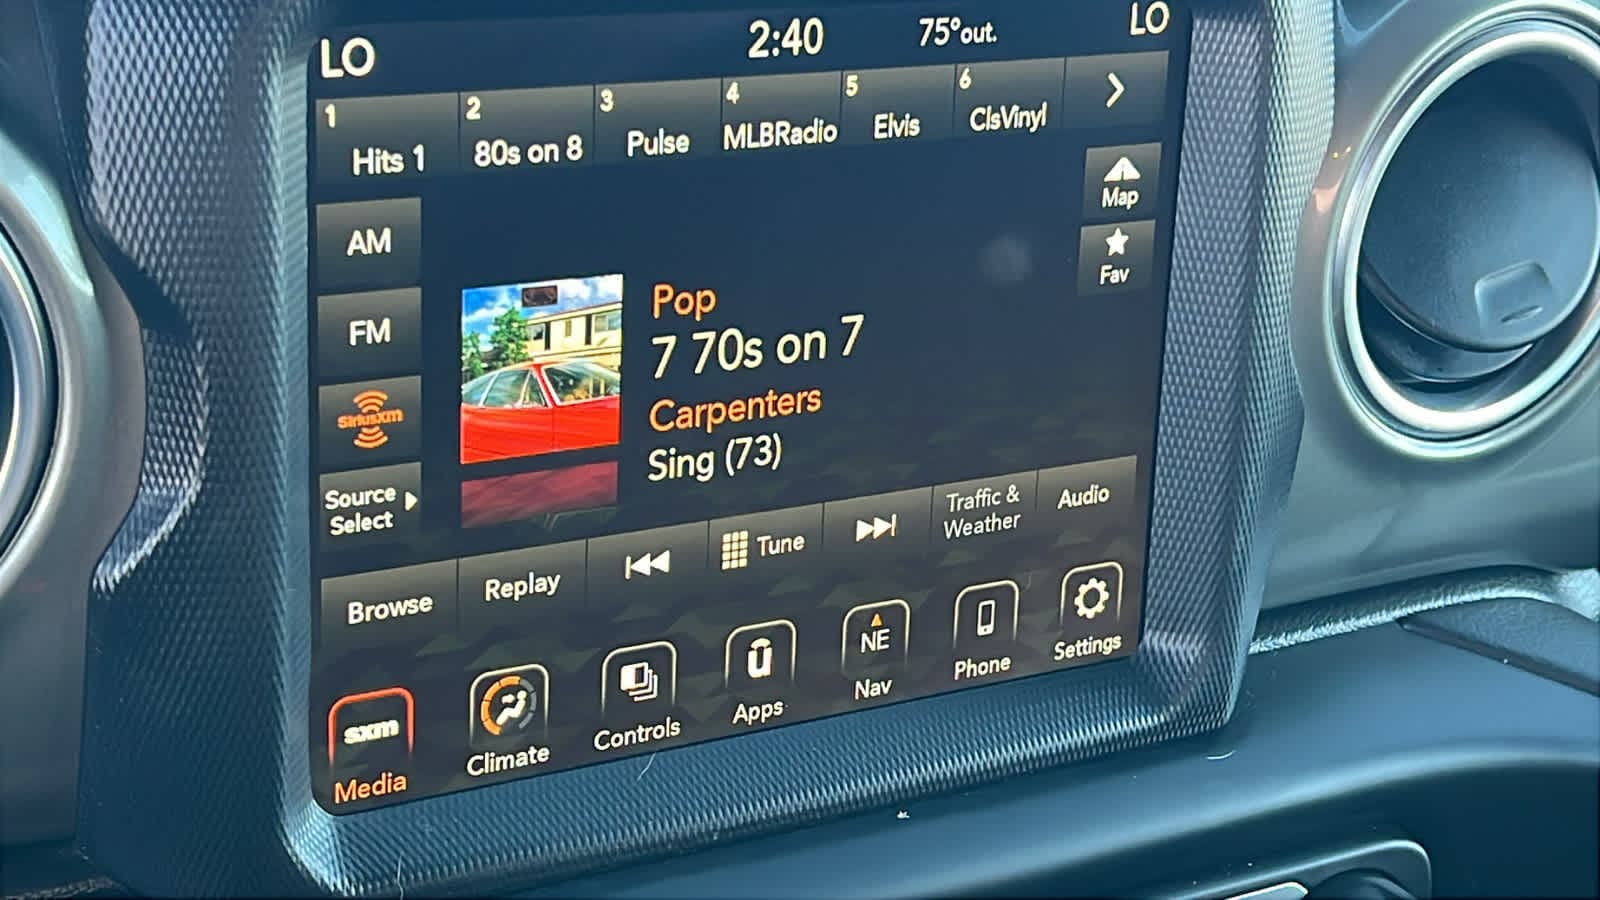 LO 2:40 75°out. LO
1 Hits 1
2 80s on 8
3 Pulse
4 MLBRadio
5 Elvis
6 ClsVinyl
Map
AM
Fav
FM
Pop
7 70s on 7
Carpenters
Sing (73)
siriusxm
Source
Select
Browse
Replay
Tune
Traffic &
Weather
Audio
sxm
Media
Climate
Controls
Apps
NE
Nav
Phone
Settings